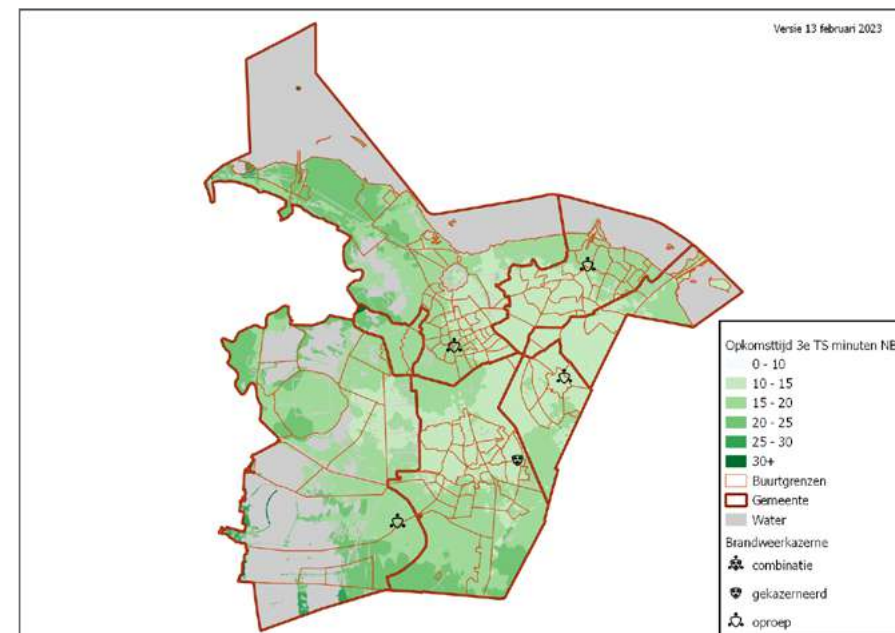 Versie 13 februari 2023
Opkomsttijd 3e TS minuten NB
0 - 10
10 - 15
15 - 20
20 - 25
25 - 30
30+
Buurtgrenzen
Gemeente
Water
Brandweerkazerne
combinatie
gekazerneerd
oproep